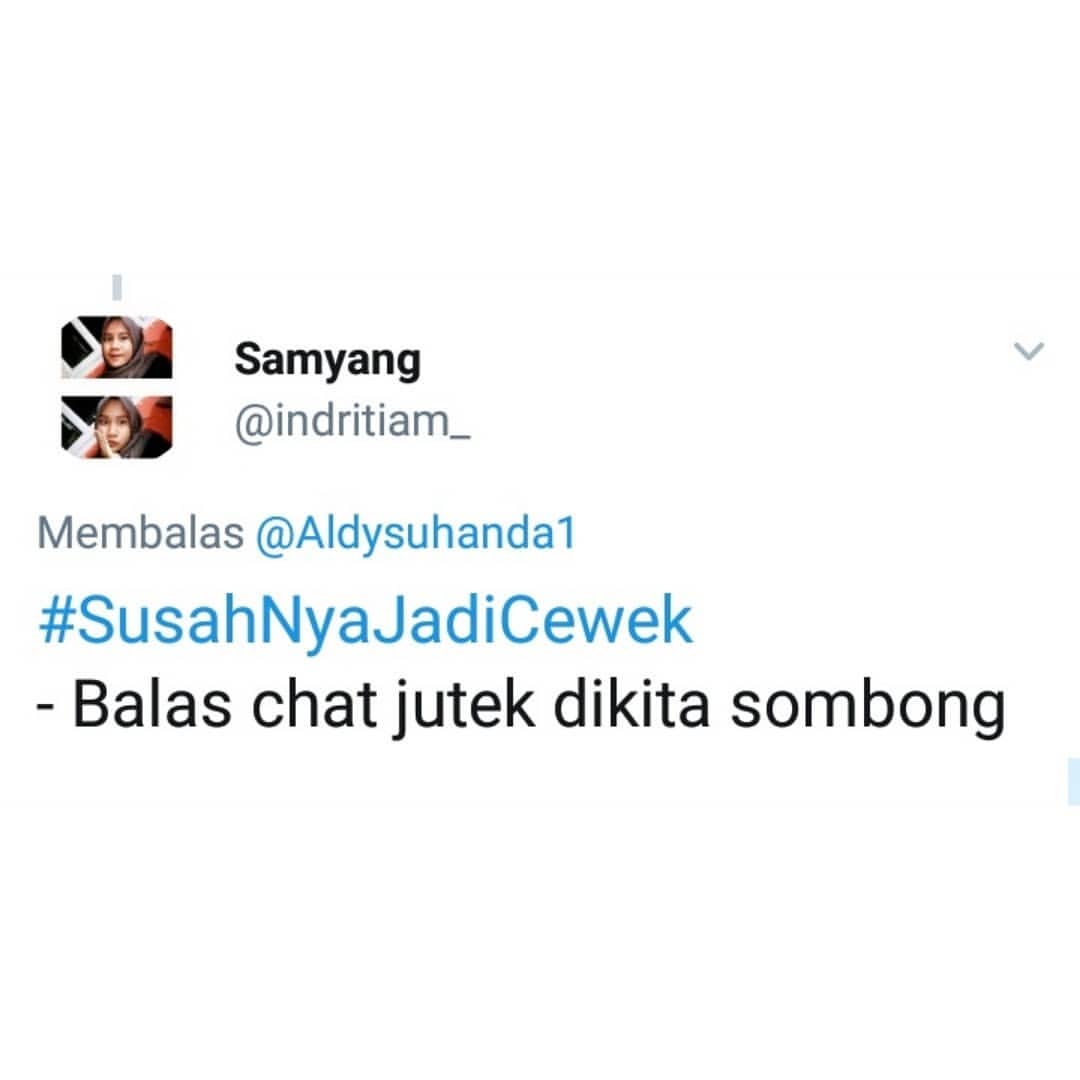 Samyang
@indritiam_
Membalas @Aldysuhanda1
#SusahNyaJadiCewek
- Balas chat jutek dikita sombong